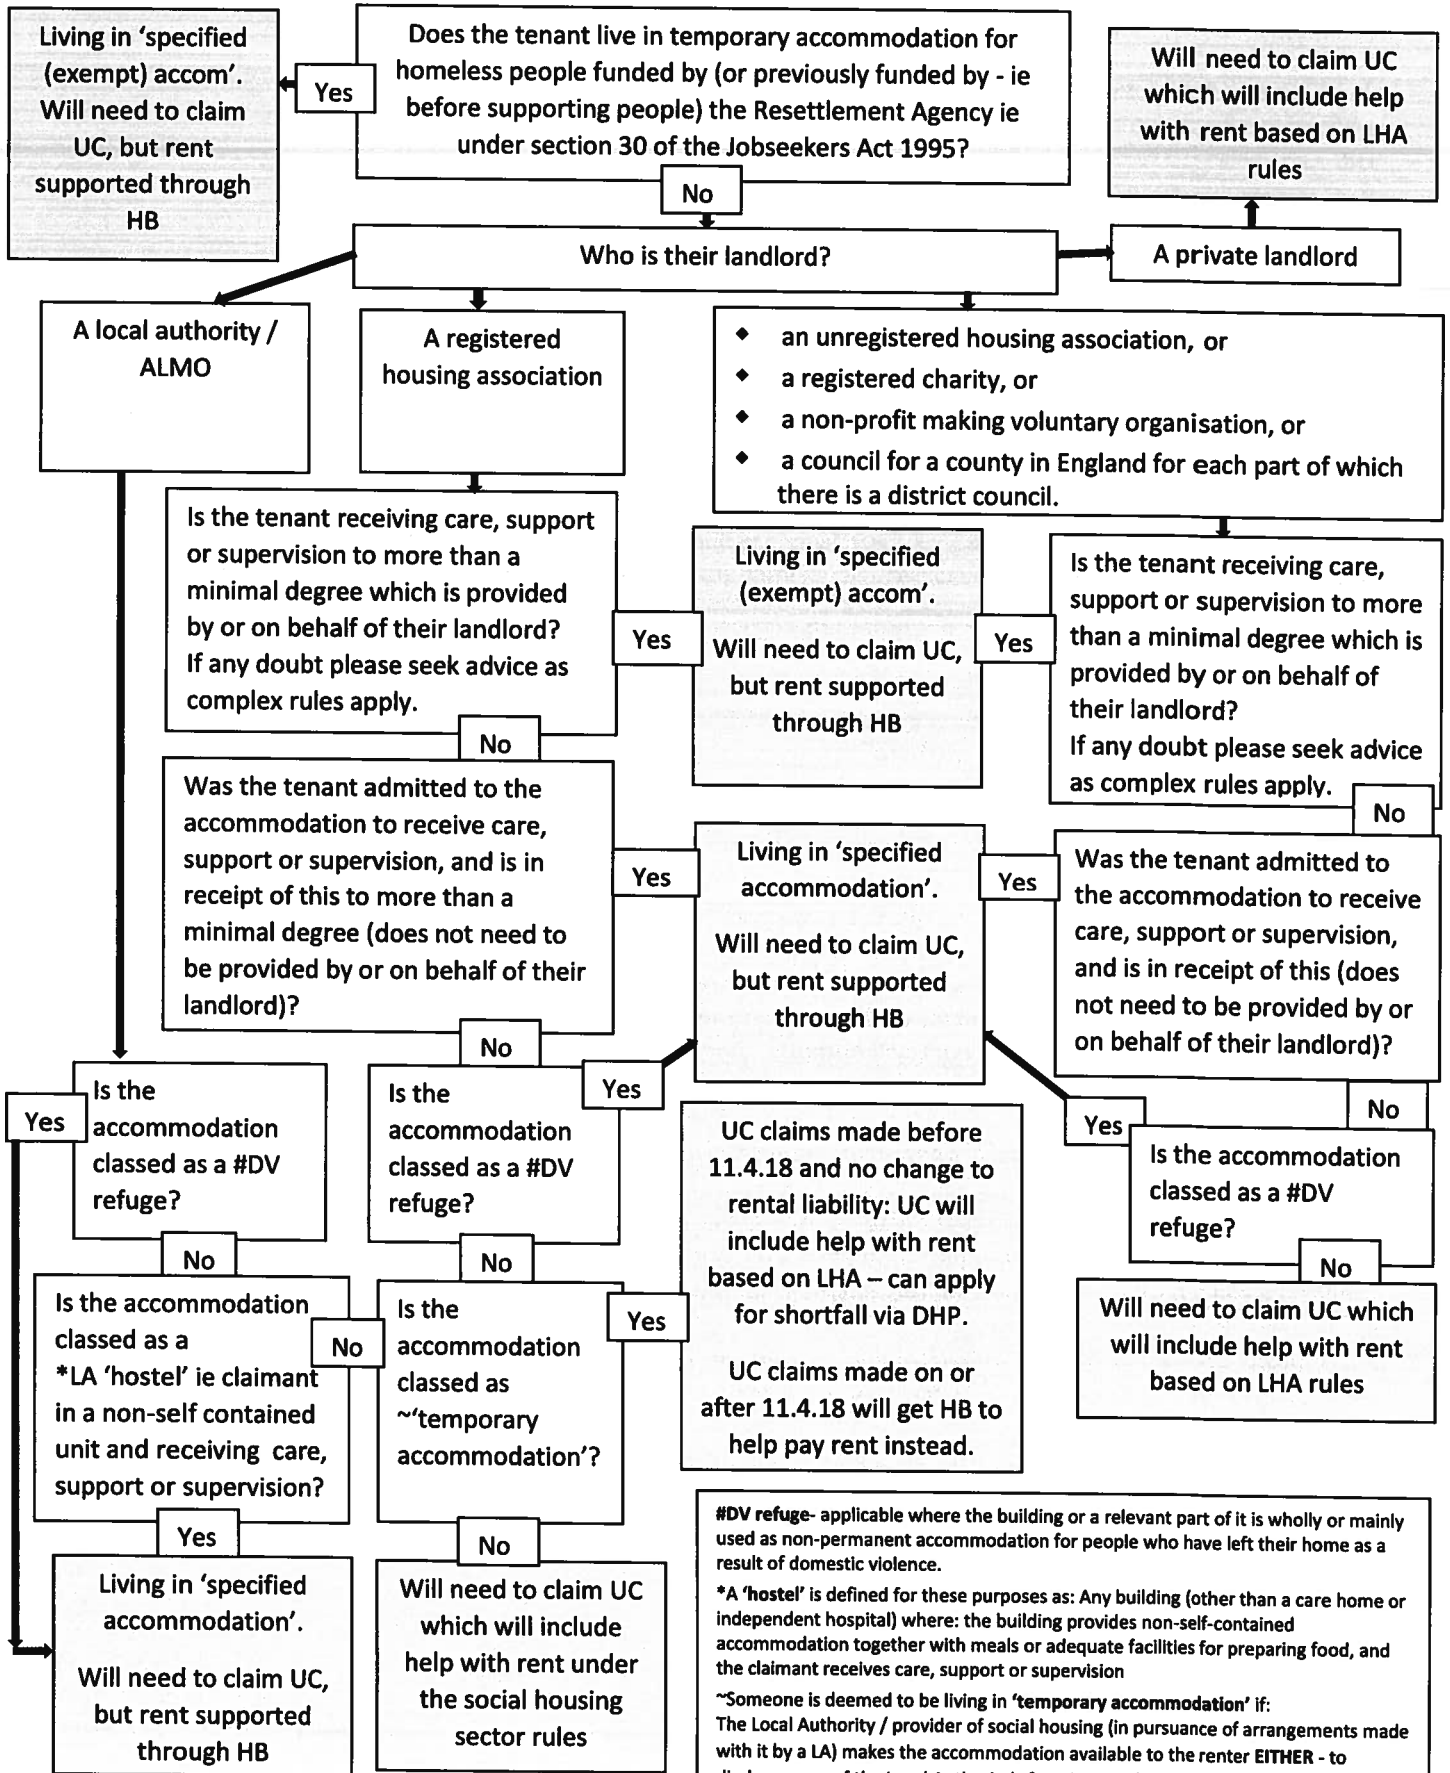 Living in ‘specified
(exempt) accom’.
Will need to claim
UC, but rent
supported through
HB
Yes
Does the tenant live in temporary accommodation for
homeless people funded by (or previously funded by - ie
before supporting people) the Resettlement Agency ie
under section 30 of the Jobseekers Act 1995?
No
Will need to claim UC
which will include help
with rent based on LHA
rules
Who is their landlord?
A private landlord
A local authority /
ALMO
A registered
housing association
◆ an unregistered housing association, or
◆ a registered charity, or
◆ a non-profit making voluntary organisation, or
◆ a council for a county in England for each part of which
there is a district council.
Is the tenant receiving care, support
or supervision to more than a
minimal degree which is provided
by or on behalf of their landlord?
If any doubt please seek advice as
complex rules apply.
Yes
No
Living in ‘specified
(exempt) accom’.
Will need to claim UC,
but rent supported
through HB
Yes
Is the tenant receiving care,
support or supervision to more
than a minimal degree which is
provided by or on behalf of
their landlord?
If any doubt please seek advice
as complex rules apply.
No
Was the tenant admitted to the
accommodation to receive care,
support or supervision, and is in
receipt of this to more than a
minimal degree (does not need to
be provided by or on behalf of their
landlord)?
Yes
No
Living in ‘specified
accommodation’.
Will need to claim UC,
but rent supported
through HB
Yes
Was the tenant admitted to
the accommodation to receive
care, support or supervision,
and is in receipt of this (does
not need to be provided by or
on behalf of their landlord)?
No
Yes
Is the
accommodation
classed as a #DV
refuge?
No
Is the
accommodation
classed as a #DV
refuge?
Yes
No
UC claims made before
11.4.18 and no change to
rental liability: UC will
include help with rent
based on LHA – can apply
for shortfall via DHP.
UC claims made on or
after 11.4.18 will get HB to
help pay rent instead.
Yes
Is the accommodation
classed as a #DV
refuge?
No
Will need to claim UC which
will include help with rent
based on LHA rules
Is the accommodation
classed as a
*LA ‘hostel’ ie claimant
in a non-self contained
unit and receiving care,
support or supervision?
No
Yes
Is the
accommodation
classed as
~‘temporary
accommodation’?
Yes
No
Living in ‘specified
accommodation’.
Will need to claim UC,
but rent supported
through HB
Will need to claim UC
which will include
help with rent under
the social housing
sector rules
#DV refuge- applicable where the building or a relevant part of it is wholly or mainly
used as non-permanent accommodation for people who have left their home as a
result of domestic violence.
*A ‘hostel’ is defined for these purposes as: Any building (other than a care home or
independent hospital) where: the building provides non-self-contained
accommodation together with meals or adequate facilities for preparing food, and
the claimant receives care, support or supervision
~Someone is deemed to be living in ‘temporary accommodation’ if:
The Local Authority / provider of social housing (in pursuance of arrangements made
with it by a LA) makes the accommodation available to the renter EITHER - to